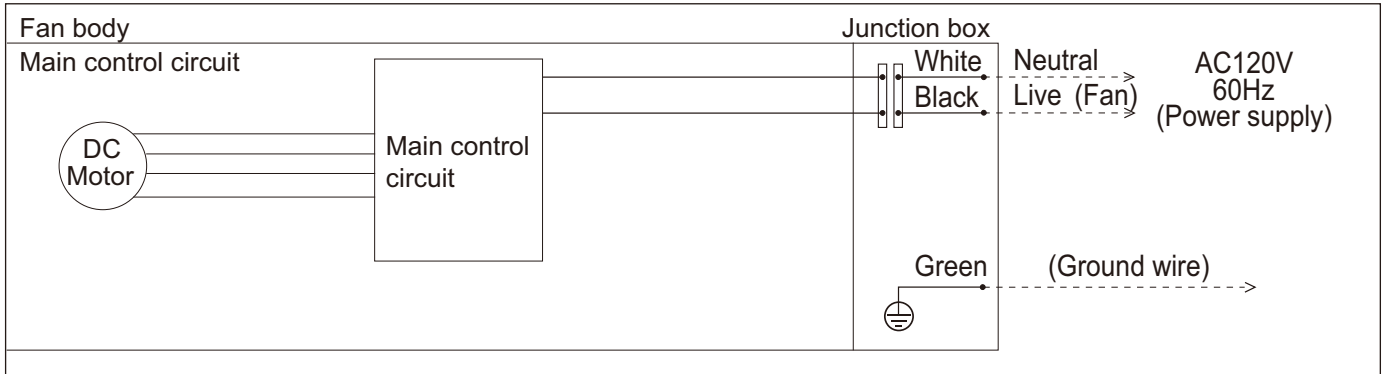 Fan body
Junction box
Main control circuit
White
Neutral
AC120V
Black
Live (Fan)
60Hz
(Power supply)
DC
Motor
Main control
circuit
Green
(Ground wire)